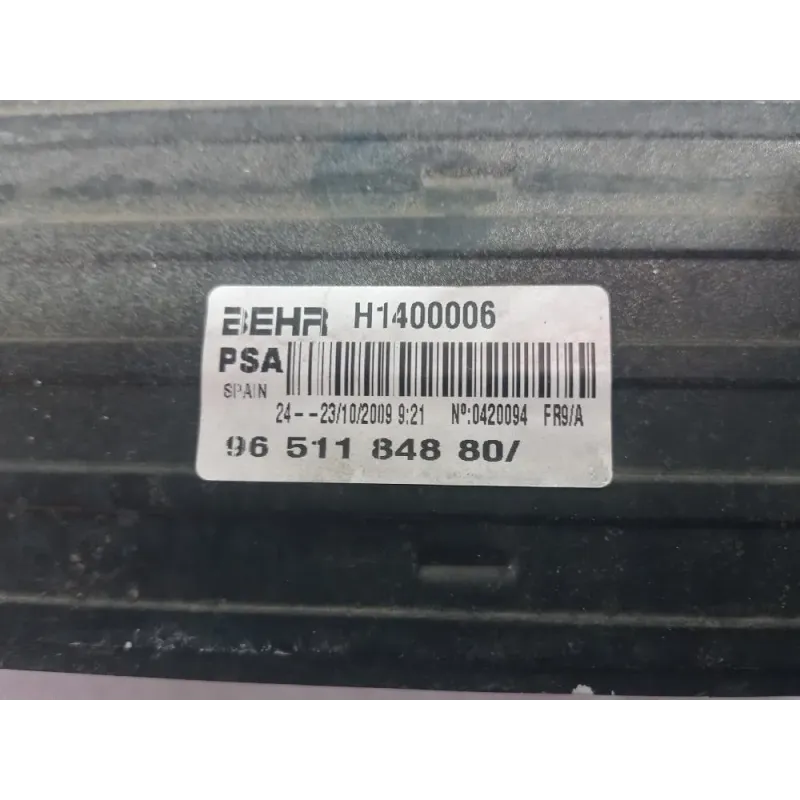 BEHR H1400006
PSA
SPAIN
24--23/10/2009 9:21 Nº:0420094 FR9/A
96 511 848 80/